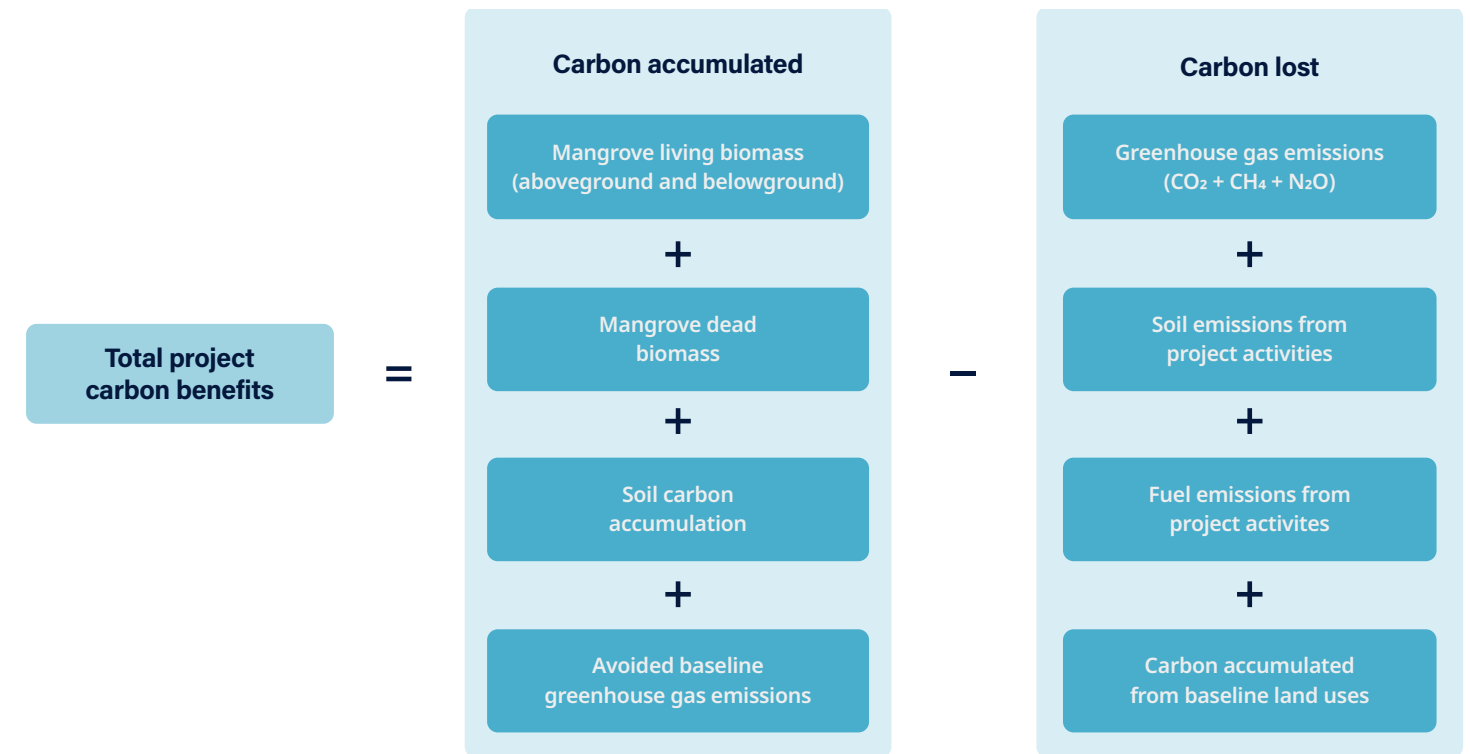 Total project
carbon benefits
=
Carbon accumulated
Mangrove living biomass
(aboveground and belowground)
+
Mangrove dead
biomass
+
Soil carbon
accumulation
+
Avoided baseline
greenhouse gas emissions
−
Carbon lost
Greenhouse gas emissions
(CO₂ + CH₄ + N₂O)
+
Soil emissions from
project activities
+
Fuel emissions from
project activites
+
Carbon accumulated
from baseline land uses